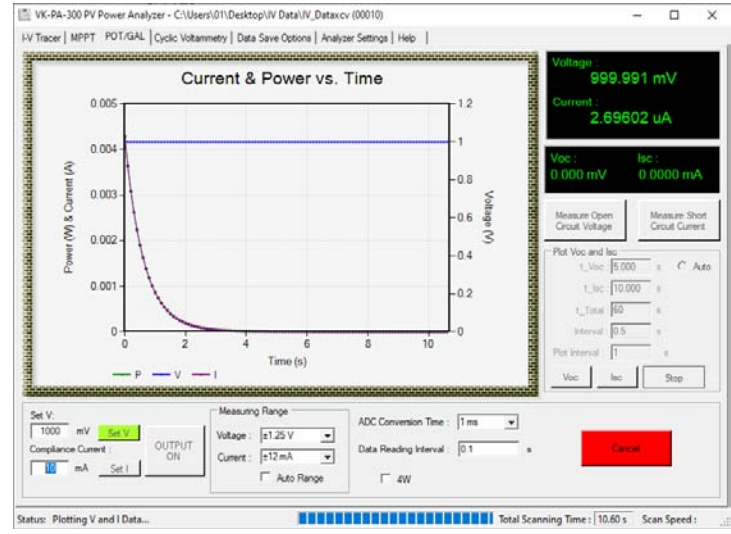 VK-PA-300 PV Power Analyzer - C:\Users\01\Desktop\IV Data\IV_Dataxcv (00010)
I-V Tracer | MPPT | POT/GAL | Cyclic Voltammetry | Data Save Options | Analyzer Settings | Help |
Current & Power vs. Time
0.005
0.004
0.003
0.002
0.001
0
Power (W) & Current (A)
1.2
1
0.8
0.6
0.4
0.2
0
Voltage (V)
0 2 4 6 8 10
Time (s)
P V I
Voltage :
999.991 mV
Current :
2.69602 uA
Voc : Isc :
0.000 mV 0.0000 mA
Measure Open Circuit Voltage
Measure Short Circuit Current
Plot Voc and Isc
t_Voc : 5.000 s Auto
t_Isc : 10.000 s
t_Total : 60 s
Interval : 0.5 s
Plot Interval : 1 s
Voc Isc Stop
Set V:
1000 mV Set V
Compliance Current :
10 mA Set I
OUTPUT ON
Measuring Range
Voltage : ±1.25 V
Current : ±12 mA
Auto Range
ADC Conversion Time : 1 ms
Data Reading Interval : 0.1 s
4W
Cancel
Status: Plotting V and I Data...
Total Scanning Time : 10.60 s Scan Speed :